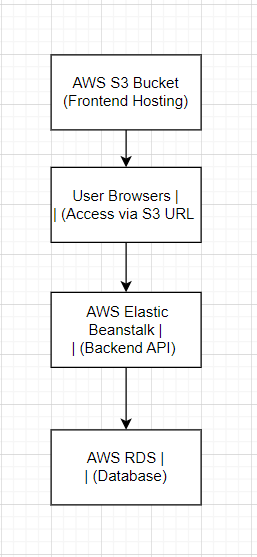 AWS S3 Bucket
(Frontend Hosting)
User Browsers |
| (Access via S3 URL
AWS Elastic
Beanstalk |
| (Backend API)
AWS RDS |
| (Database)